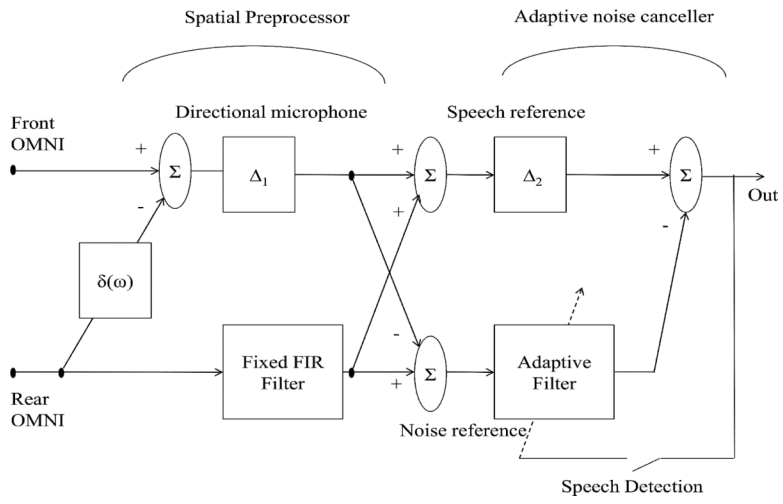 Spatial Preprocessor
Adaptive noise canceller
Directional microphone
Speech reference
Front
OMNI
+
Σ
Δ1
+
Σ
Δ2
+
Σ
Out
-
+
-
δ(ω)
-
Fixed FIR
Filter
+
Σ
Adaptive
Filter
Rear
OMNI
Noise reference
Speech Detection